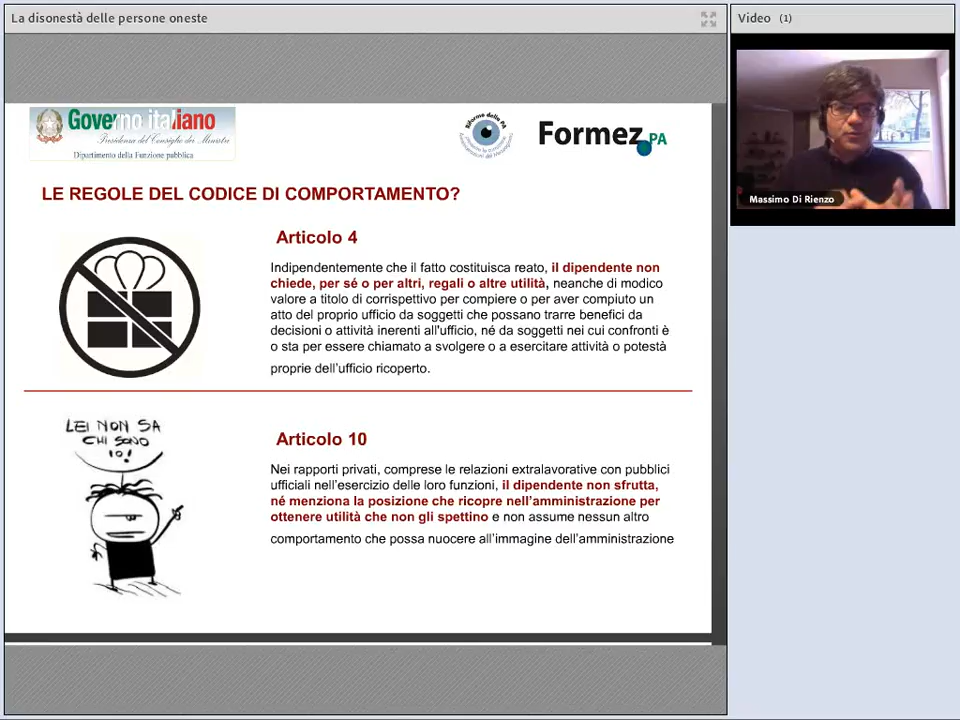 La disonestà delle persone oneste
Video (1)
Governo italiano
Presidenza del Consiglio dei Ministri
Dipartimento della Funzione pubblica
Riforme della PA
Formez PA
Massimo Di Rienzo
LE REGOLE DEL CODICE DI COMPORTAMENTO?
Articolo 4
Indipendentemente che il fatto costituisca reato, il dipendente non
chiede, per sé o per altri, regali o altre utilità, neanche di modico
valore a titolo di corrispettivo per compiere o per aver compiuto un
atto del proprio ufficio da soggetti che possano trarre benefici da
decisioni o attività inerenti all'ufficio, né da soggetti nei cui confronti è
o sta per essere chiamato a svolgere o a esercitare attività o potestà
proprie dell’ufficio ricoperto.
LEI NON SA
CHI SONO
IO!
Articolo 10
Nei rapporti privati, comprese le relazioni extralavorative con pubblici
ufficiali nell’esercizio delle loro funzioni, il dipendente non sfrutta,
né menziona la posizione che ricopre nell’amministrazione per
ottenere utilità che non gli spettino e non assume nessun altro
comportamento che possa nuocere all’immagine dell’amministrazione